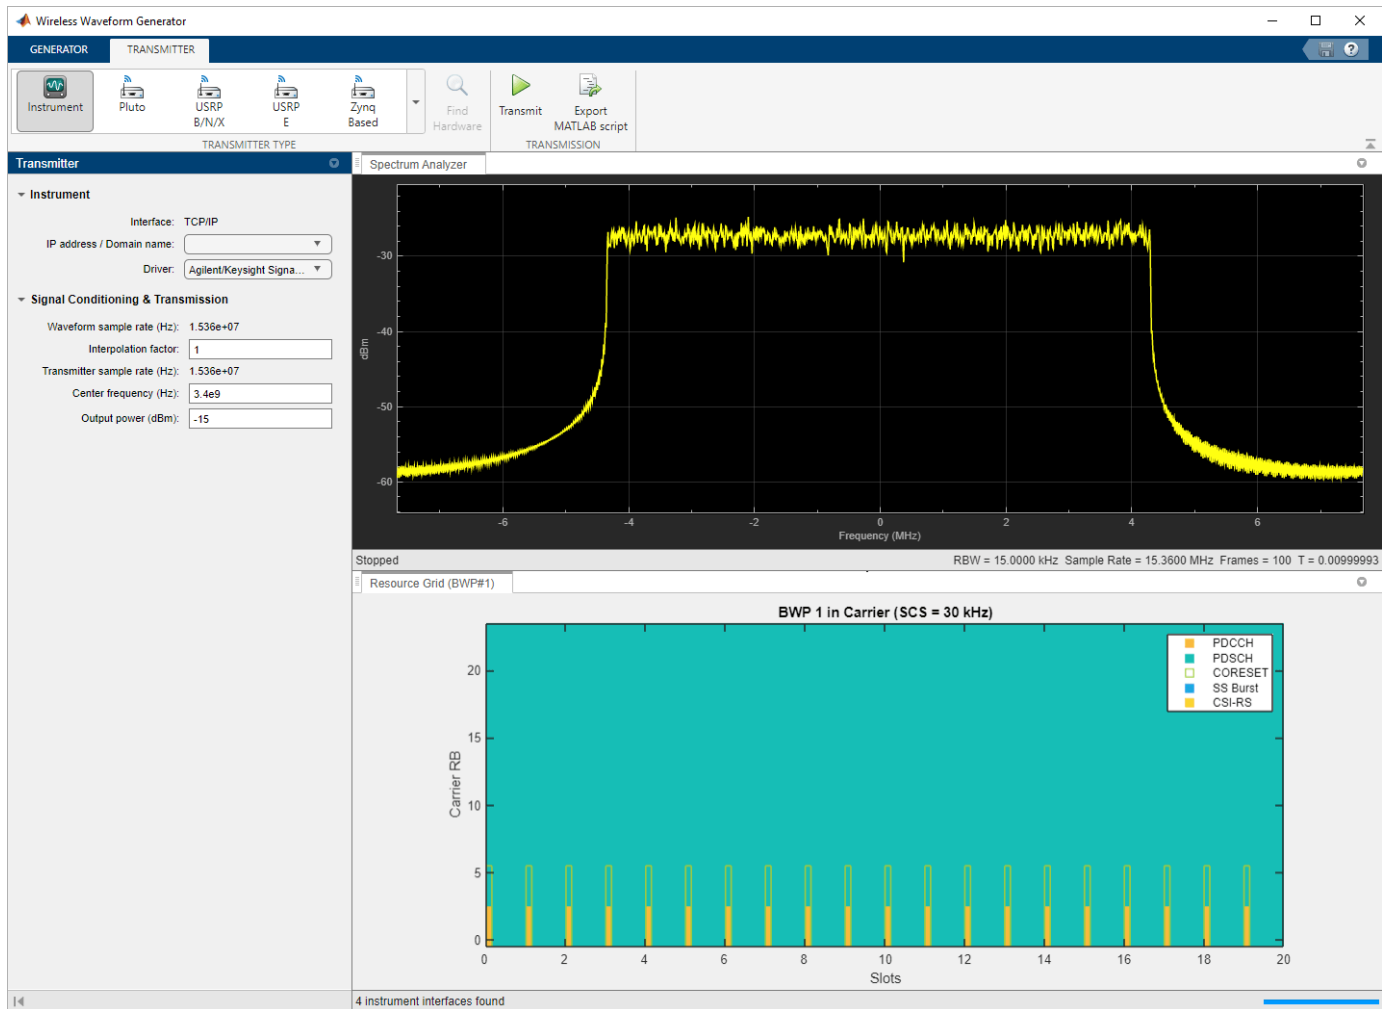 Wireless Waveform Generator
GENERATOR
TRANSMITTER
Instrument
Pluto
USRP
B/N/X
USRP
E
Zynq
Based
Find
Hardware
Transmit
Export
MATLAB script
TRANSMITTER TYPE
TRANSMISSION
Transmitter
Instrument
Interface: TCP/IP
IP address / Domain name:
Driver: Agilent/Keysight Signa...
Signal Conditioning & Transmission
Waveform sample rate (Hz): 1.536e+07
Interpolation factor: 1
Transmitter sample rate (Hz): 1.536e+07
Center frequency (Hz): 3.4e9
Output power (dBm): -15
Spectrum Analyzer
-30
-40
-50
-60
dBm
-6 -4 -2 0 2 4 6
Frequency (MHz)
Stopped
RBW = 15.0000 kHz Sample Rate = 15.3600 MHz Frames = 100 T = 0.00999993
Resource Grid (BWP#1)
BWP 1 in Carrier (SCS = 30 kHz)
PDCCH
PDSCH
CORESET
SS Burst
CSI-RS
20
15
10
5
0
Carrier RB
0 2 4 6 8 10 12 14 16 18 20
Slots
4 instrument interfaces found